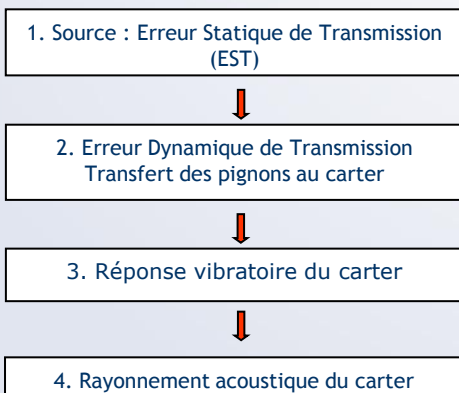 1. Source : Erreur Statique de Transmission
(EST)
2. Erreur Dynamique de Transmission
Transfert des pignons au carter
3. Réponse vibratoire du carter
4. Rayonnement acoustique du carter